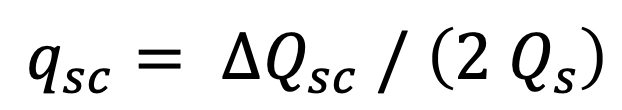 q_sc = ΔQ_sc / (2 Q_s)